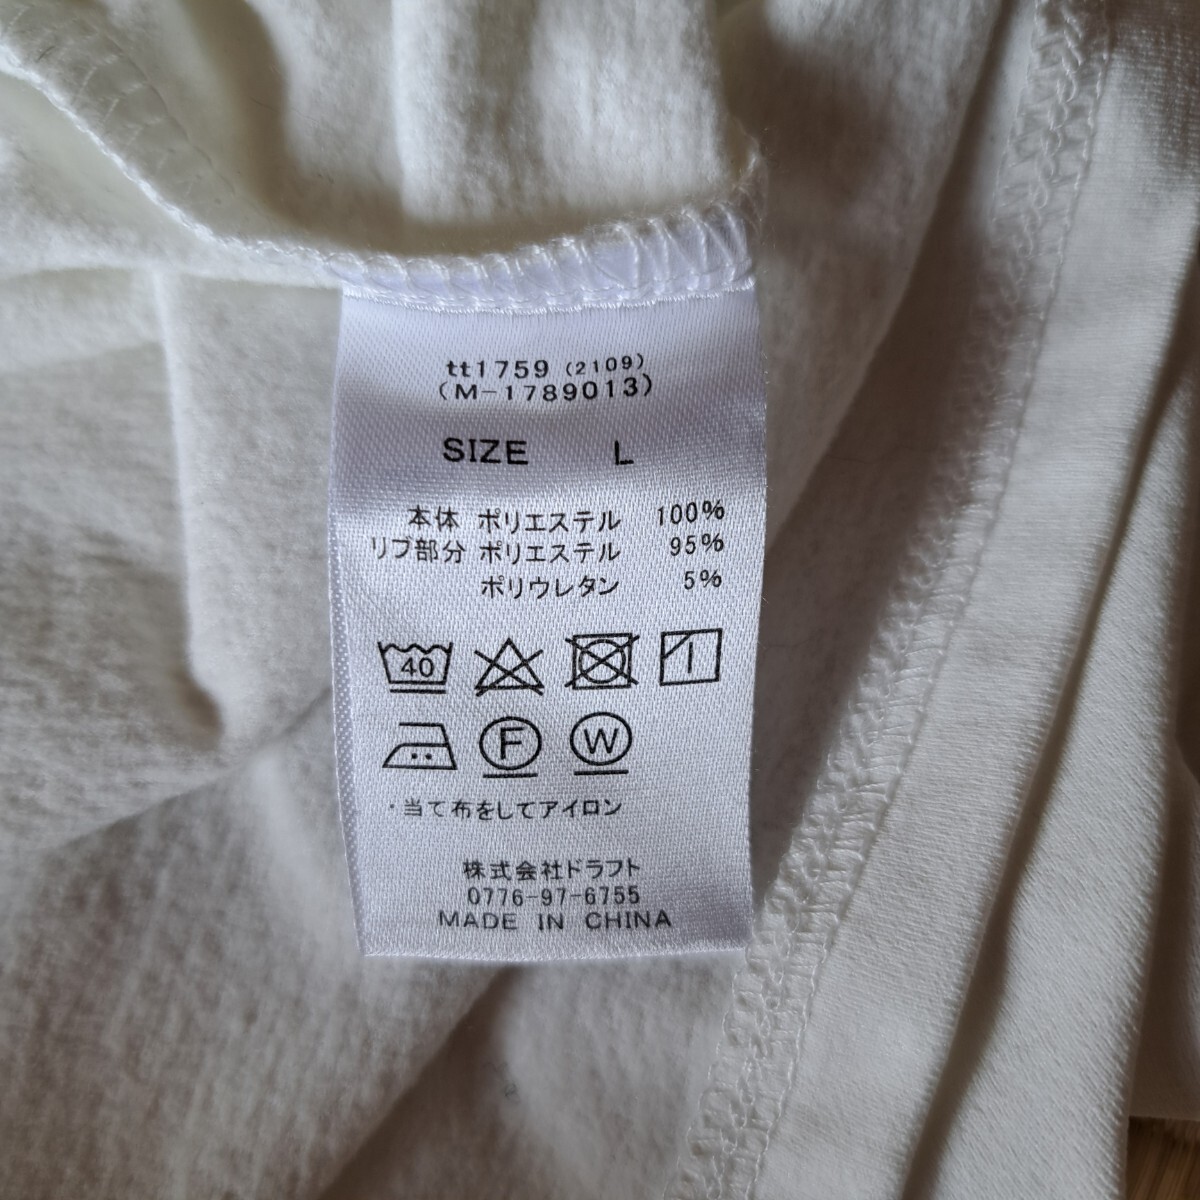 tt1759 (2109)
(M-1789013)
SIZE L
本体 ポリエステル 100%
リブ部分 ポリエステル 95%
ポリウレタン 5%
40
F W
・当て布をしてアイロン
株式会社ドラフト
0776-97-6755
MADE IN CHINA